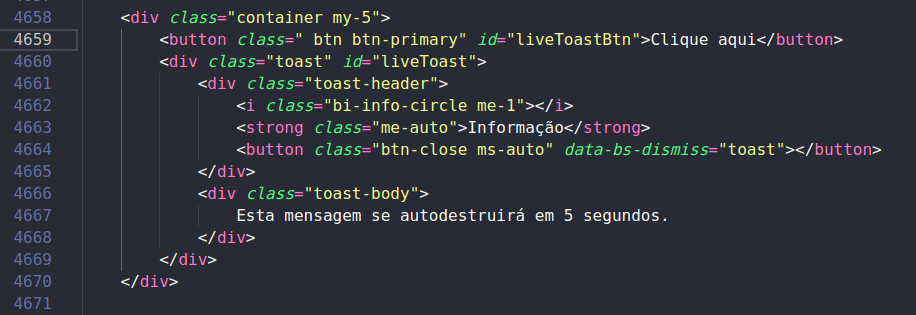 4658 <div class="container my-5">
4659 <button class=" btn btn-primary" id="liveToastBtn">Clique aqui</button>
4660 <div class="toast" id="liveToast">
4661 <div class="toast-header">
4662 <i class="bi-info-circle me-1"></i>
4663 <strong class="me-auto">Informação</strong>
4664 <button class="btn-close ms-auto" data-bs-dismiss="toast"></button>
4665 </div>
4666 <div class="toast-body">
4667 Esta mensagem se autodestruirá em 5 segundos.
4668 </div>
4669 </div>
4670 </div>
4671